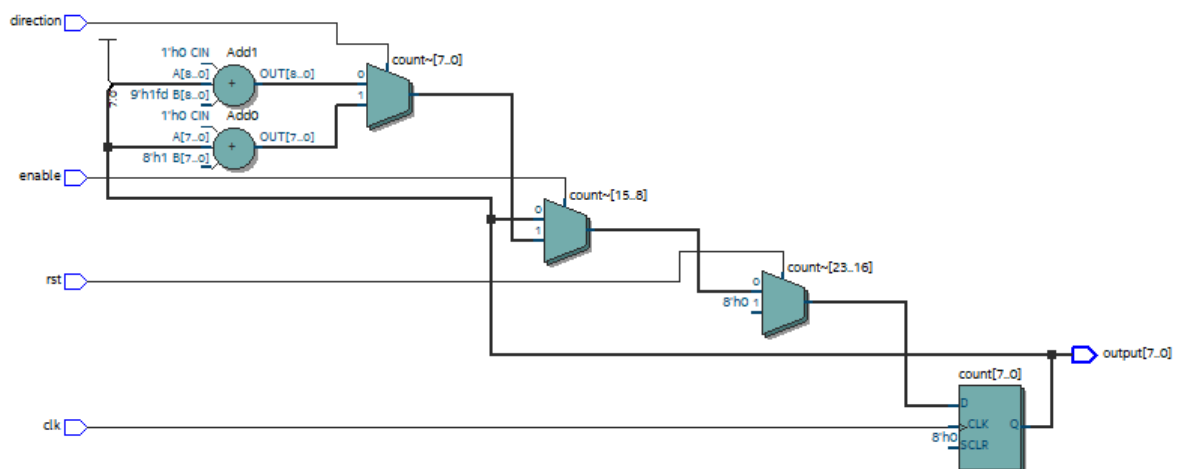 direction
1'h0 CIN Add1
A[8..0] OUT[8..0]
9'h1fd B[8..0]
7:0
1'h0 CIN Add0
A[7..0] OUT[7..0]
8'h1 B[7..0]
+
+
0
1
count~[7..0]
enable
count~[15..8]
0
1
rst
count~[23..16]
0
8'h0 1
output[7..0]
count[7..0]
D
clk
CLK Q
8'h0
SCLR